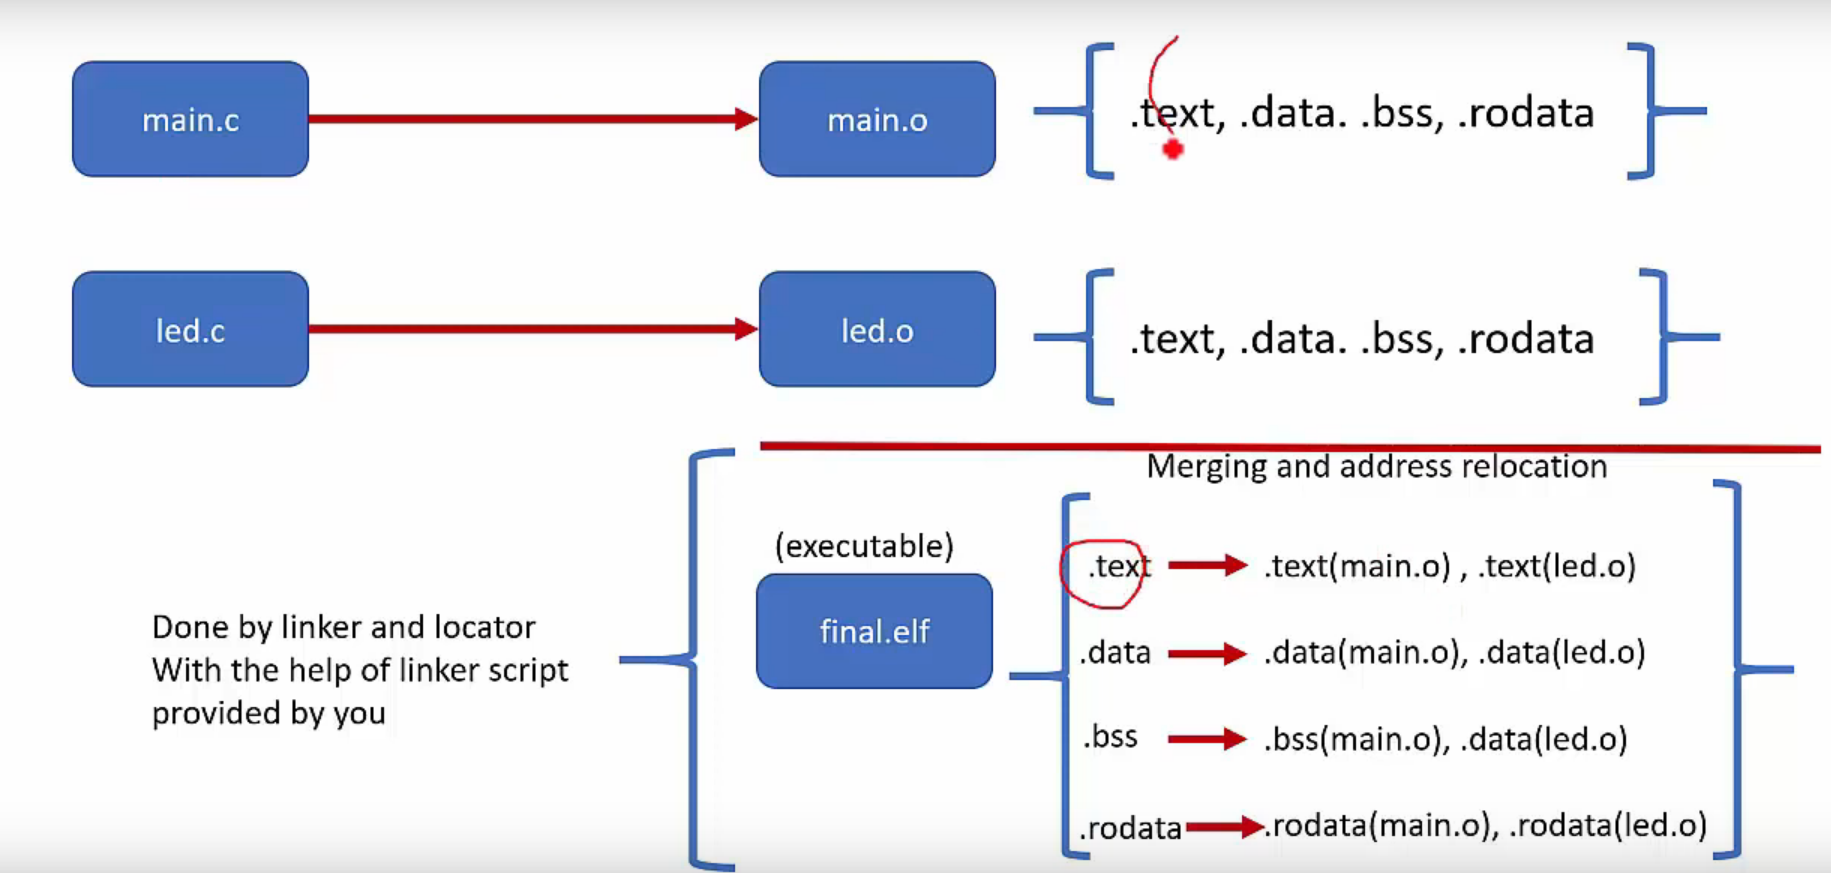 main.c
main.o
.text, .data. .bss, .rodata
led.c
led.o
.text, .data. .bss, .rodata
Merging and address relocation
(executable)
final.elf
Done by linker and locator
With the help of linker script
provided by you
.text
.text(main.o) , .text(led.o)
.data
.data(main.o), .data(led.o)
.bss
.bss(main.o), .data(led.o)
.rodata
.rodata(main.o), .rodata(led.o)